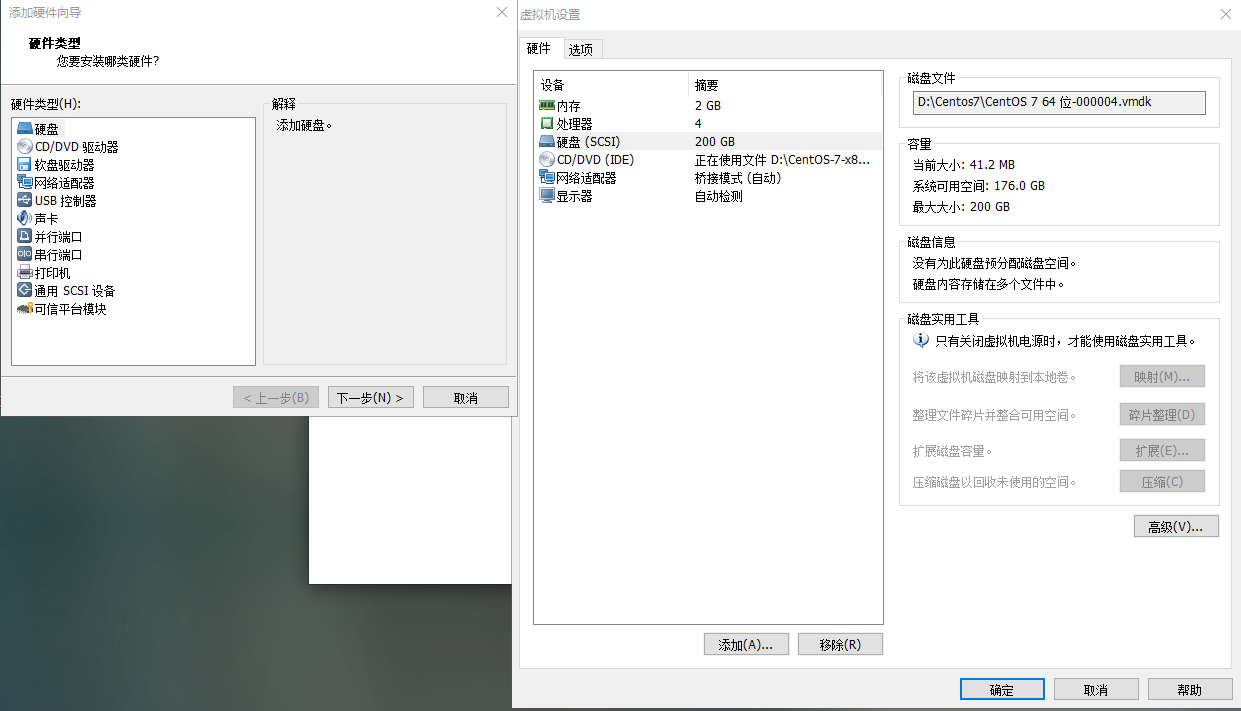 添加硬件向导
硬件类型
您要安装哪类硬件?
硬件类型(H):
硬盘
CD/DVD 驱动器
软盘驱动器
网络适配器
USB 控制器
声卡
并行端口
串行端口
打印机
通用 SCSI 设备
可信平台模块
解释
添加硬盘。
< 上一步(B)
下一步(N) >
取消
虚拟机设置
硬件
选项
设备 摘要
内存 2 GB
处理器 4
硬盘 (SCSI) 200 GB
CD/DVD (IDE) 正在使用文件 D:\CentOS-7-x8...
网络适配器 桥接模式 (自动)
显示器 自动检测
添加(A)...
移除(R)
磁盘文件
D:\Centos7\CentOS 7 64 位-000004.vmdk
容量
当前大小: 41.2 MB
系统可用空间: 176.0 GB
最大大小: 200 GB
磁盘信息
没有为此硬盘预分配磁盘空间。
硬盘内容存储在多个文件中。
磁盘实用工具
只有关闭虚拟机电源时，才能使用磁盘实用工具。
将该虚拟机磁盘映射到本地卷。 映射(M)...
整理文件碎片并整合可用空间。 碎片整理(D)
扩展磁盘容量。 扩展(E)...
压缩磁盘以回收未使用的空间。 压缩(C)
高级(V)...
确定
取消
帮助